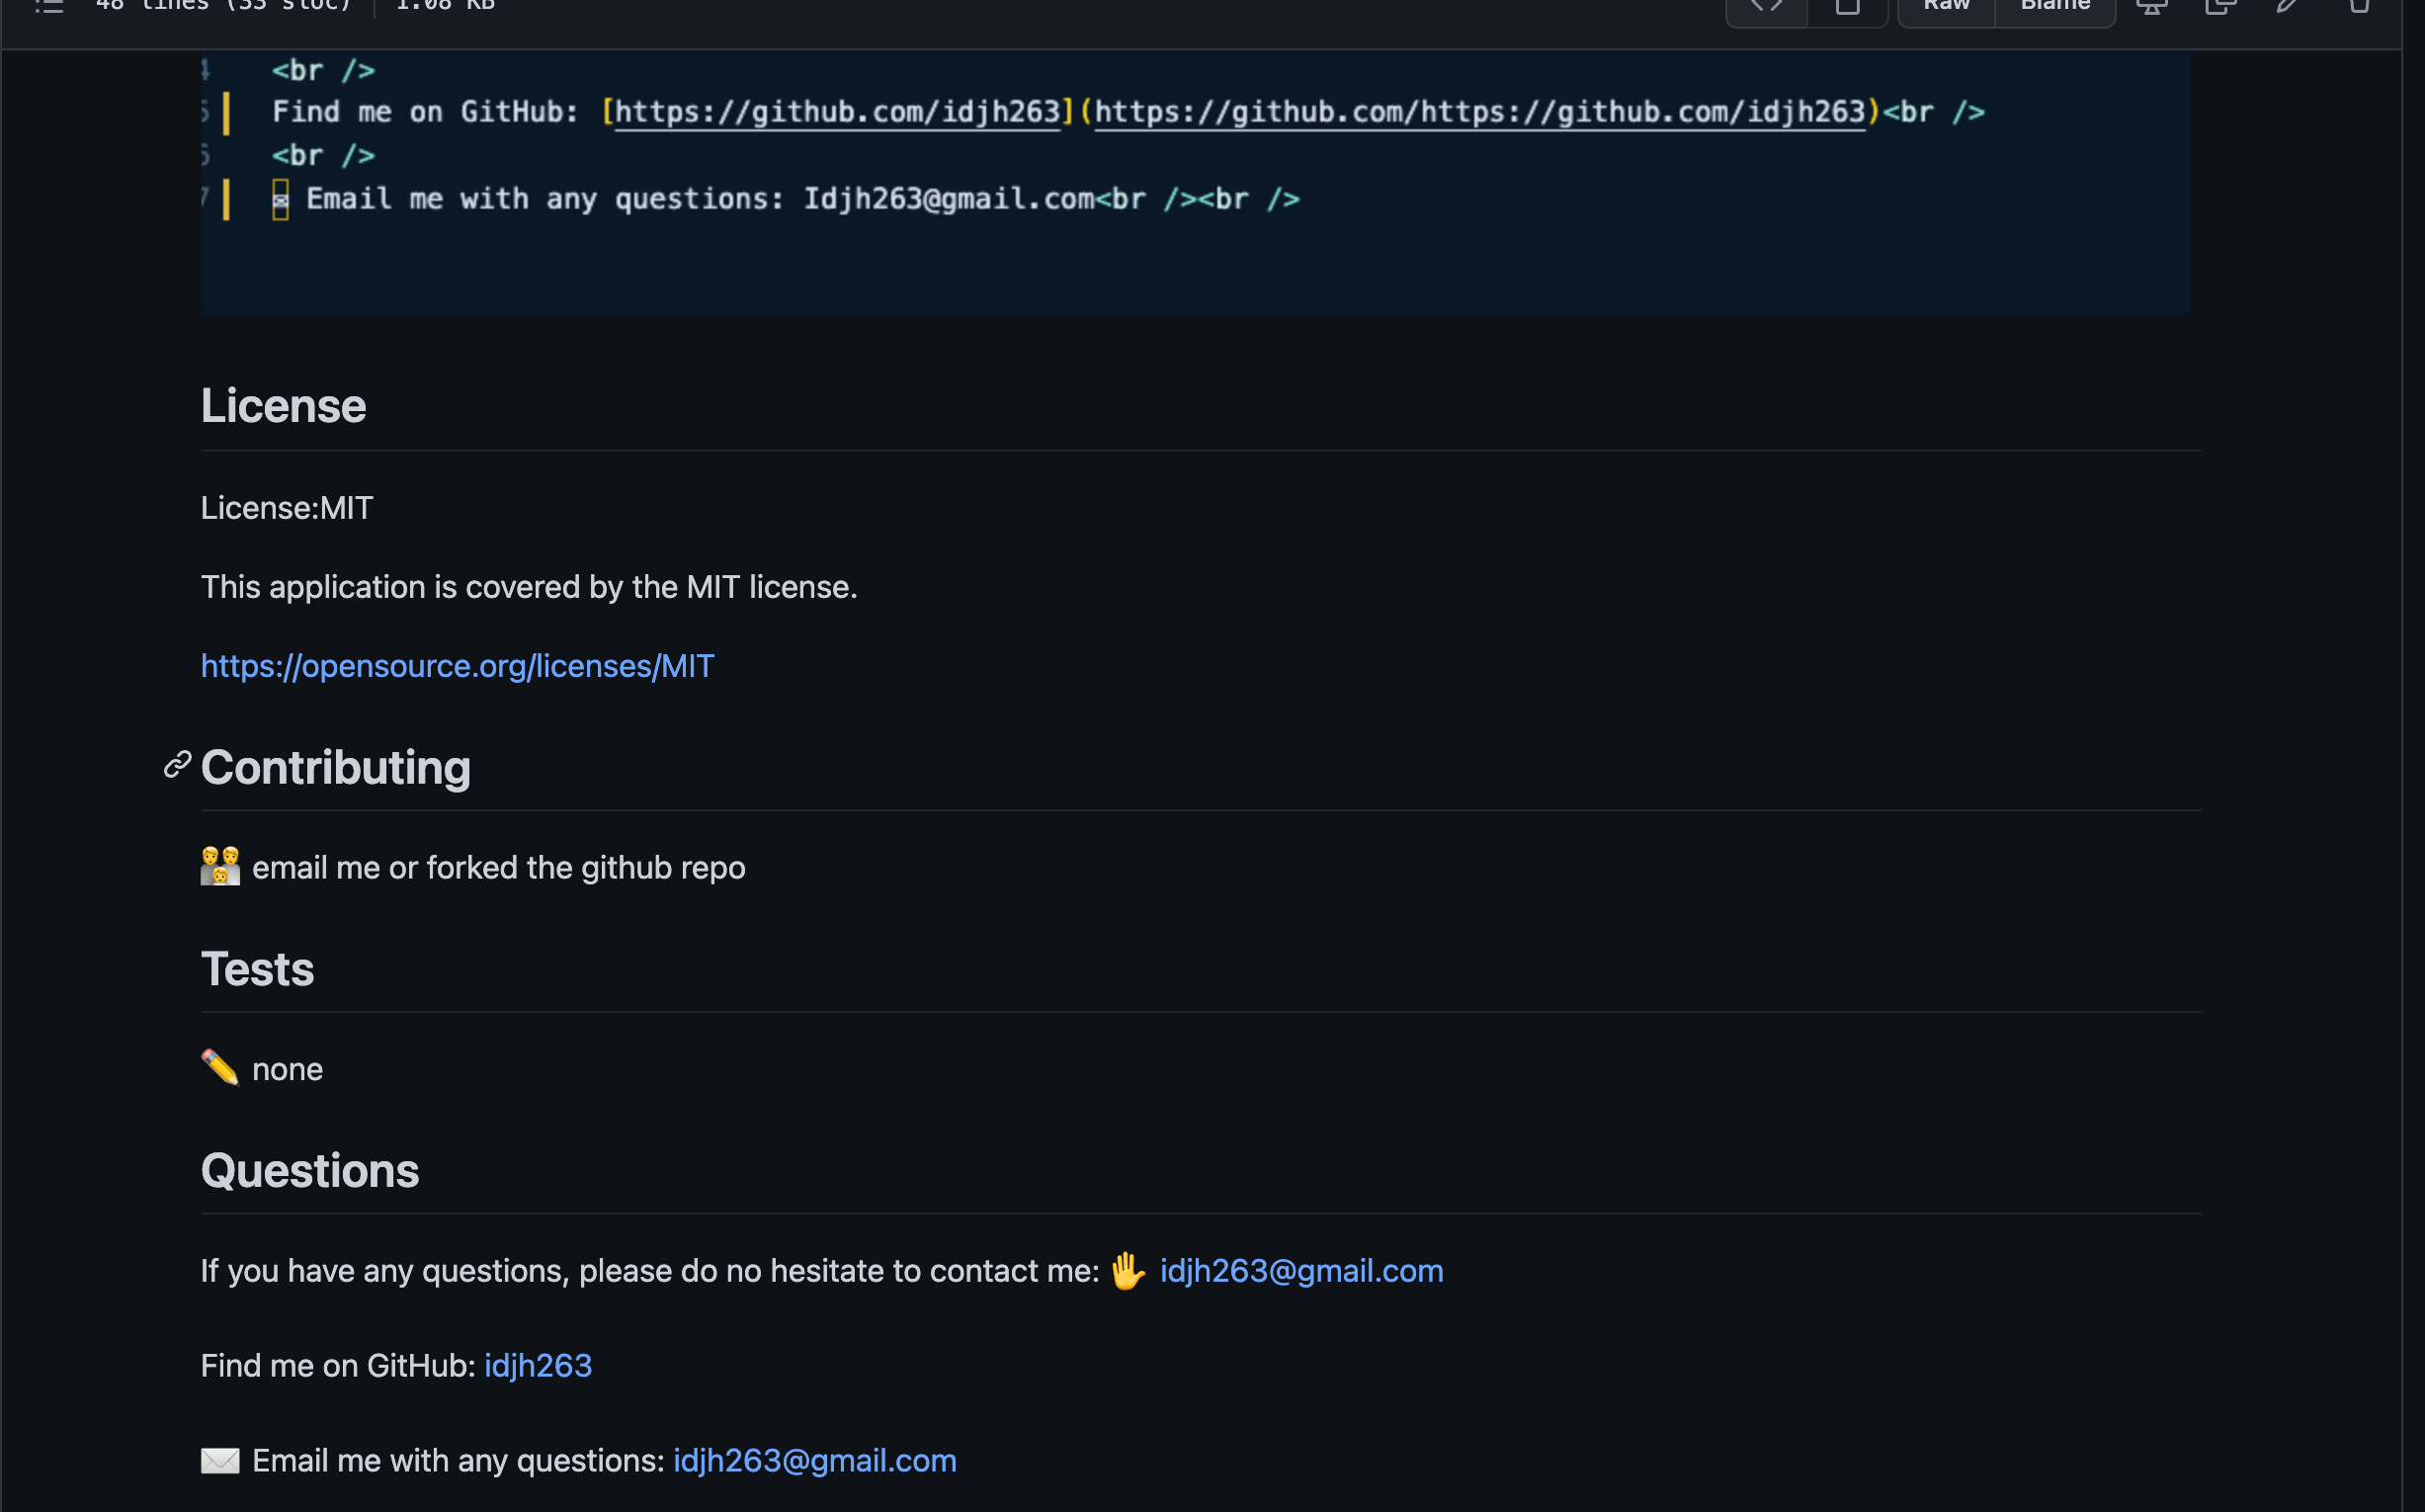 48 lines (33 sloc) 1.08 KB
Raw Blame
4 <br />
5 Find me on GitHub: [https://github.com/idjh263](https://github.com/https://github.com/idjh263)<br />
6 <br />
7 ✉ Email me with any questions: Idjh263@gmail.com<br /><br />
License
License:MIT
This application is covered by the MIT license.
https://opensource.org/licenses/MIT
Contributing
👪 email me or forked the github repo
Tests
✏️ none
Questions
If you have any questions, please do no hesitate to contact me: ✋ idjh263@gmail.com
Find me on GitHub: idjh263
✉️ Email me with any questions: idjh263@gmail.com